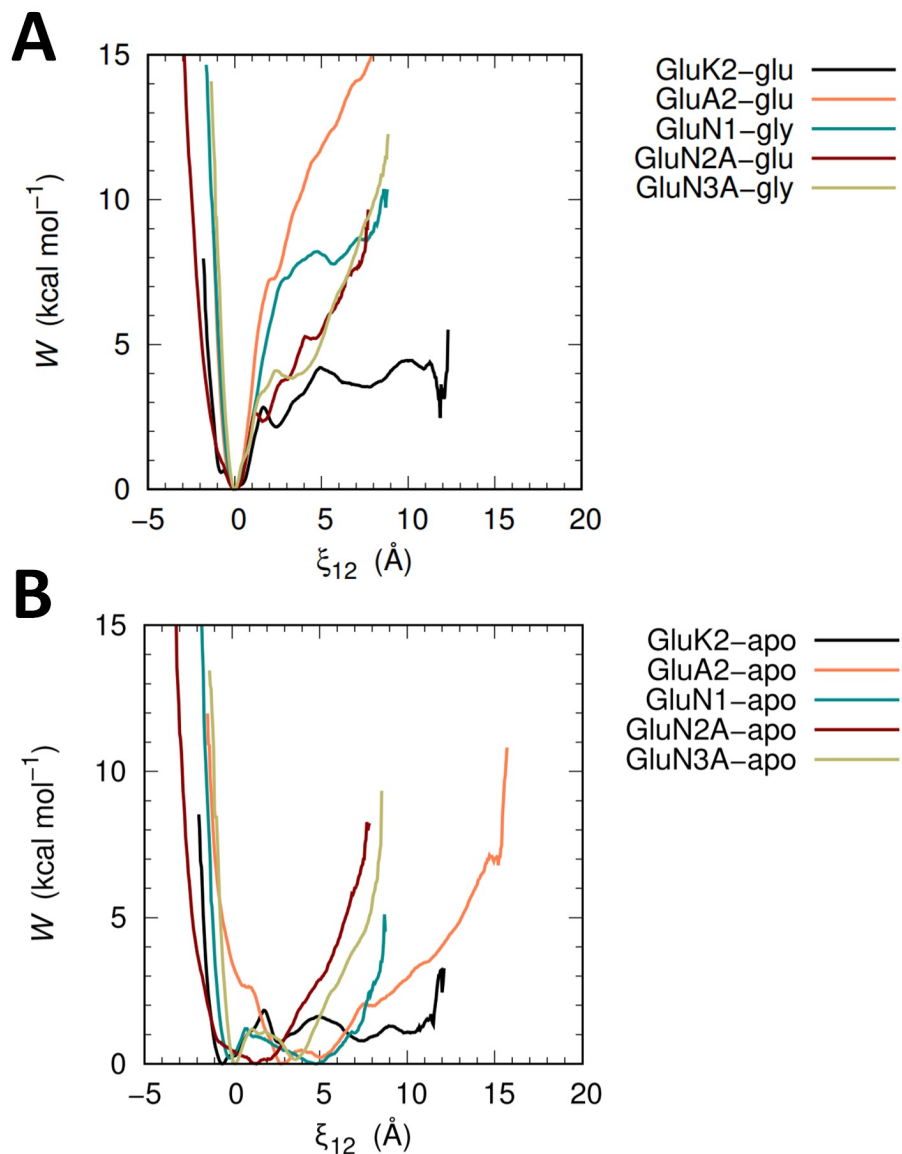 A
15
10
5
0
W (kcal mol⁻¹)
−5
0
5
10
15
20
ξ₁₂ (Å)
GluK2−glu
GluA2−glu
GluN1−gly
GluN2A−glu
GluN3A−gly
B
15
10
5
0
W (kcal mol⁻¹)
−5
0
5
10
15
20
ξ₁₂ (Å)
GluK2−apo
GluA2−apo
GluN1−apo
GluN2A−apo
GluN3A−apo